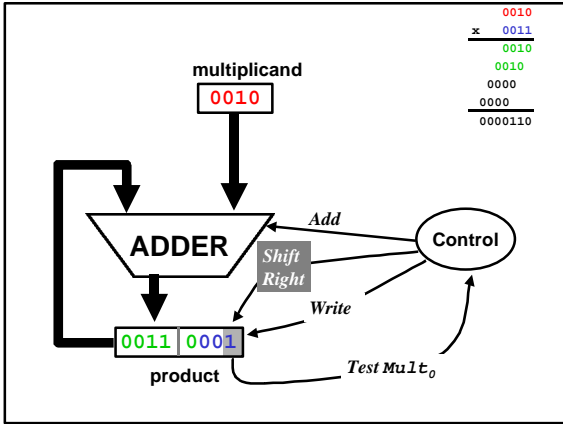 0010
x 0011
0010
0010
0000
0000
0000110
multiplicand
0010
ADDER
Add
Control
Shift
Right
Write
0011 0001
product
Test Mult₀